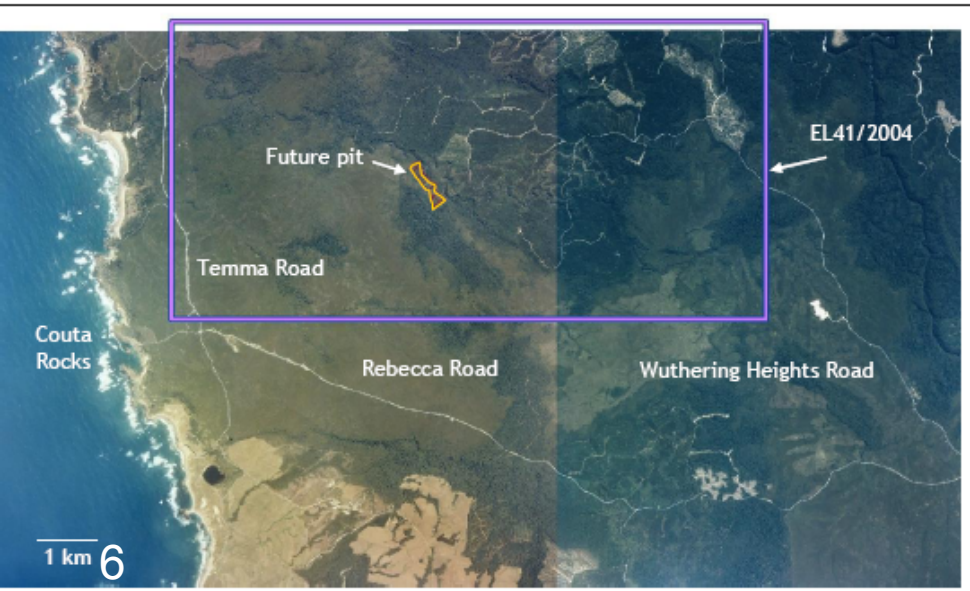 EL41/2004
Future pit
Temma Road
Couta
Rocks
Rebecca Road
Wuthering Heights Road
1 km
6